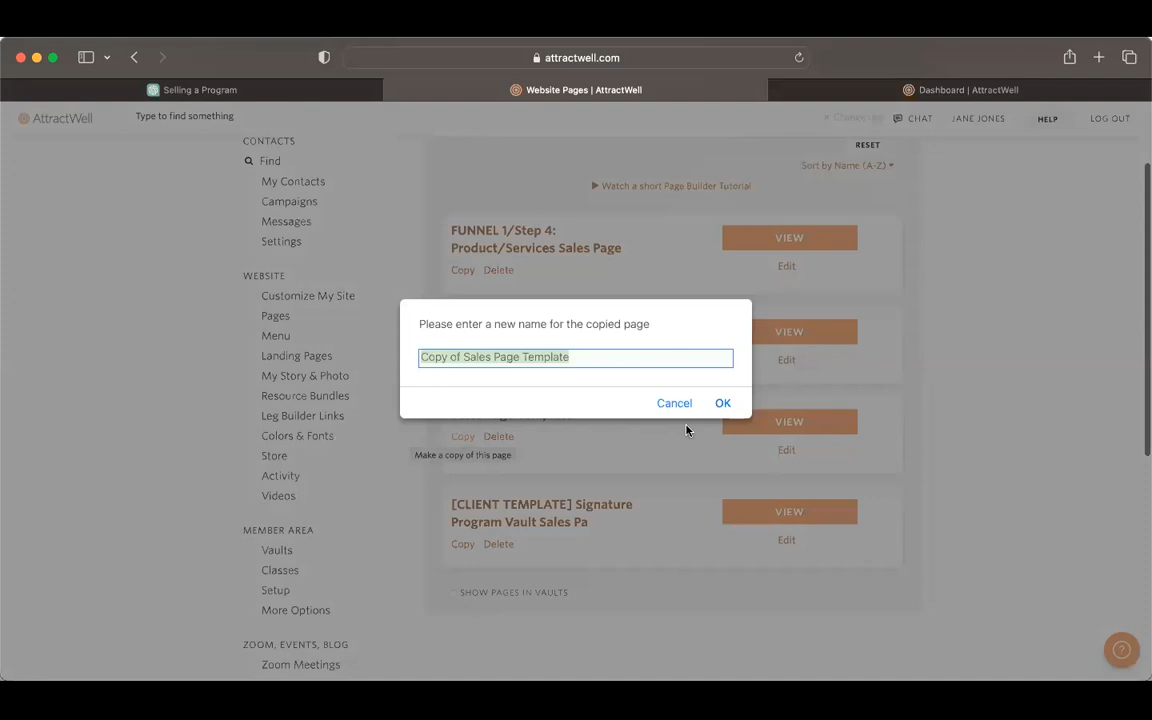 attractwell.com
Selling a Program
Website Pages | AttractWell
Dashboard | AttractWell
AttractWell
Type to find something
CHAT
JANE JONES
HELP
LOG OUT
CONTACTS
Find
My Contacts
Campaigns
Messages
Settings
WEBSITE
Customize My Site
Pages
Menu
Landing Pages
My Story & Photo
Resource Bundles
Leg Builder Links
Colors & Fonts
Store
Activity
Videos
MEMBER AREA
Vaults
Classes
Setup
More Options
ZOOM, EVENTS, BLOG
Zoom Meetings
RESET
Sort by Name (A-Z)
Watch a short Page Builder Tutorial
FUNNEL 1/Step 4:
Product/Services Sales Page
Copy Delete
VIEW
Edit
Please enter a new name for the copied page
Copy of Sales Page Template
Cancel OK
VIEW
Edit
Copy Delete
Make a copy of this page
VIEW
Edit
[CLIENT TEMPLATE] Signature
Program Vault Sales Pa
Copy Delete
VIEW
Edit
SHOW PAGES IN VAULTS
?